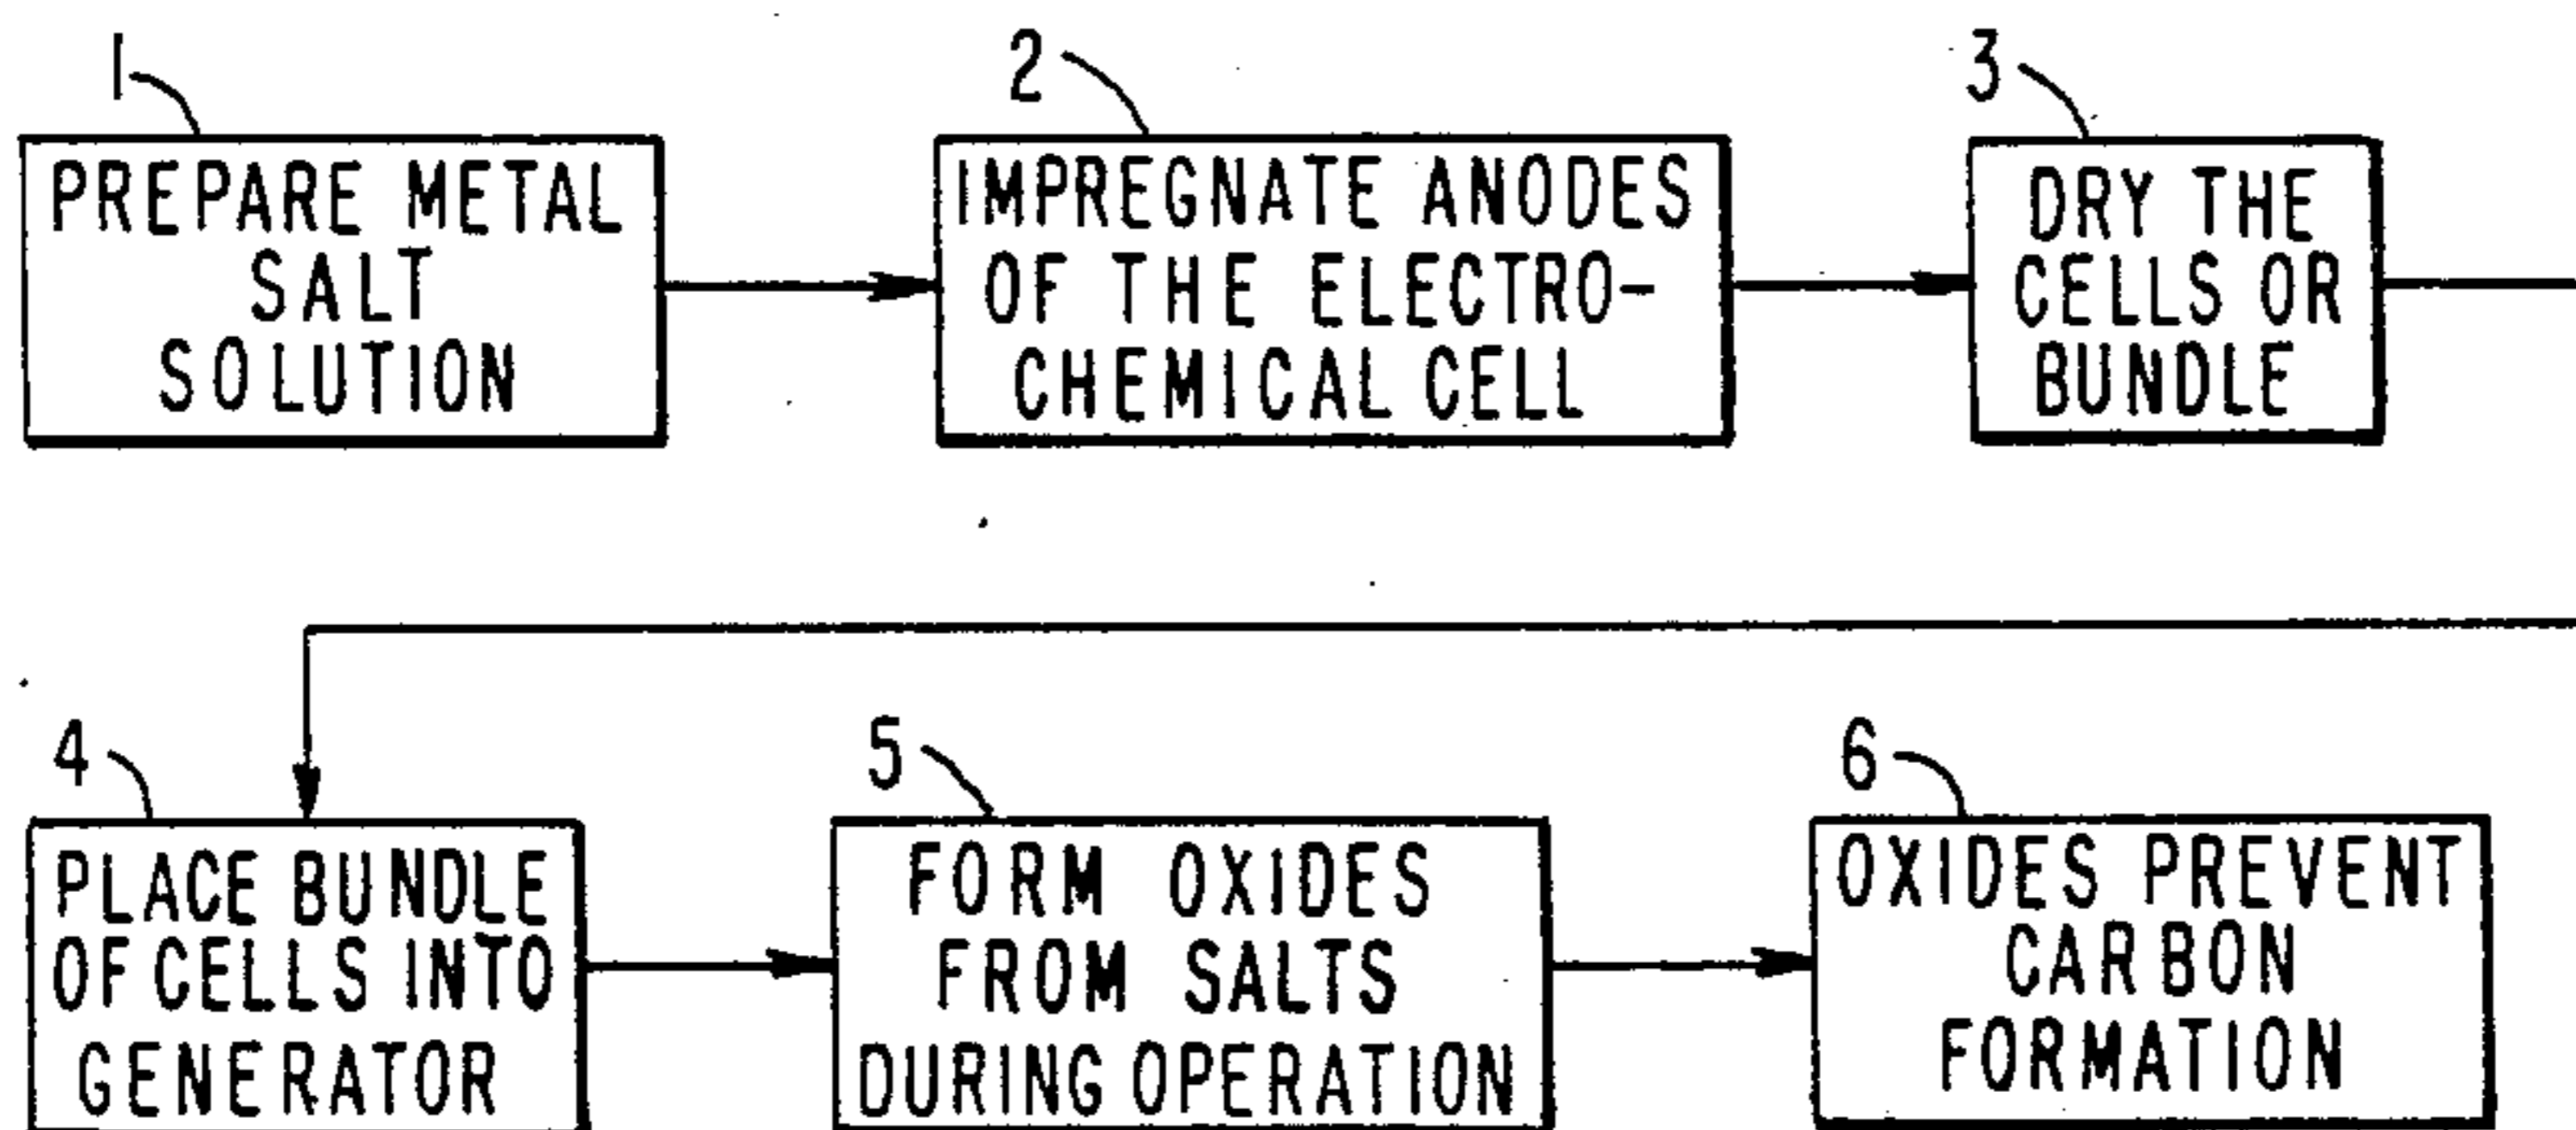 1
PREPARE METAL
SALT
SOLUTION
2
IMPREGNATE ANODES
OF THE ELECTRO-
CHEMICAL CELL
3
DRY THE
CELLS OR
BUNDLE
4
PLACE BUNDLE
OF CELLS INTO
GENERATOR
5
FORM OXIDES
FROM SALTS
DURING OPERATION
6
OXIDES PREVENT
CARBON
FORMATION